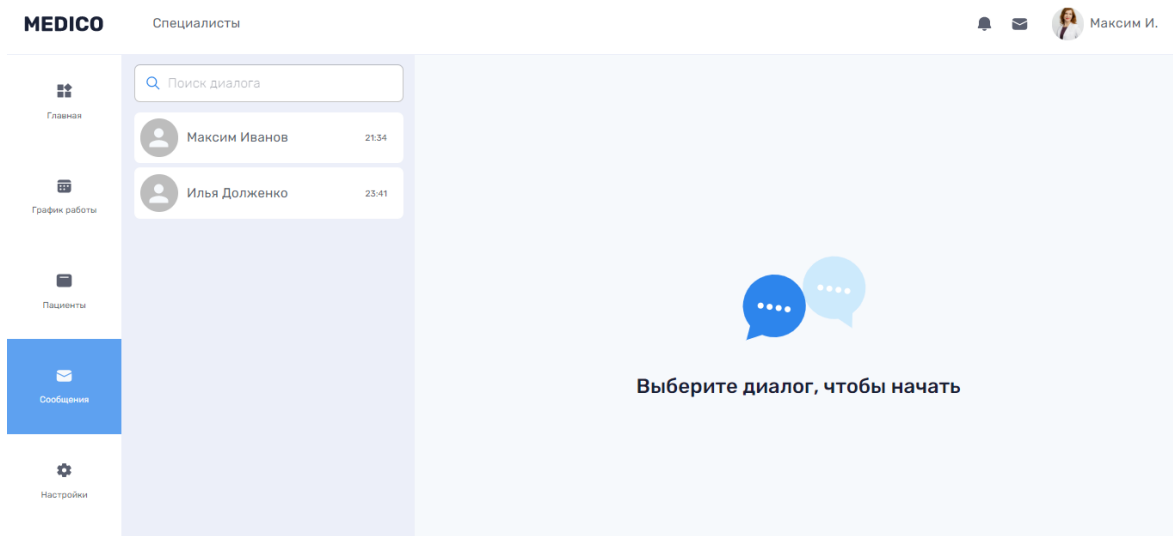 MEDICO
Специалисты
Максим И.
Главная
График работы
Пациенты
Сообщения
Настройки
Поиск диалога
Максим Иванов 21:34
Илья Долженко 23:41
Выберите диалог, чтобы начать